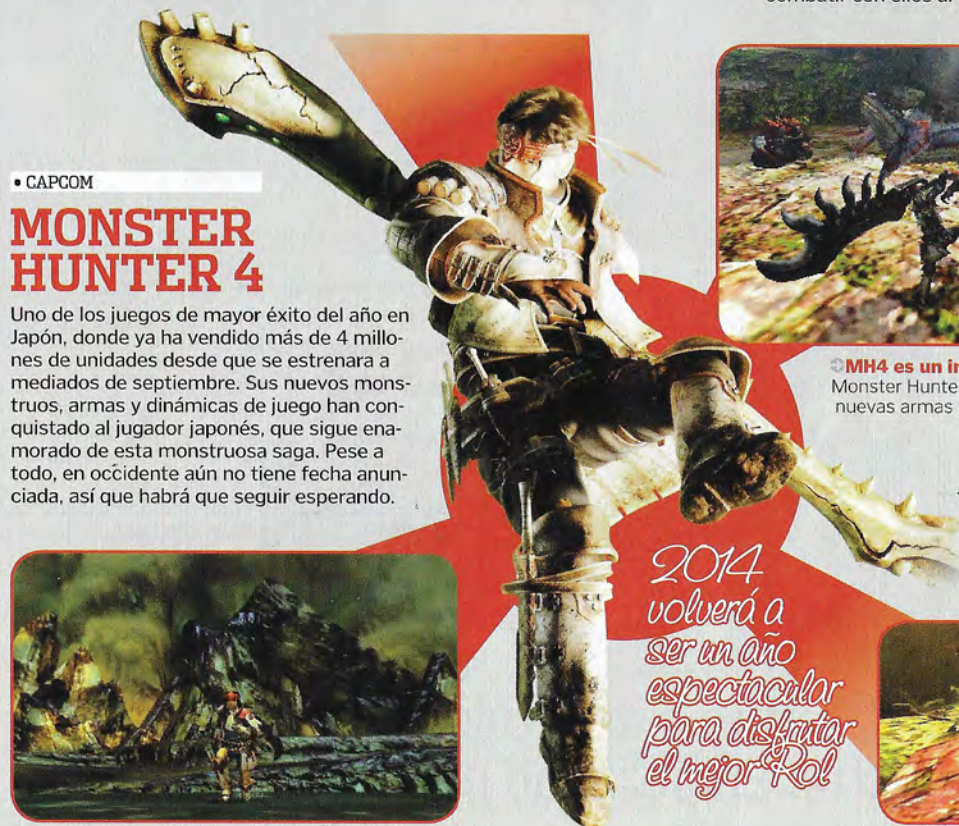 • CAPCOM
MONSTER
HUNTER 4
Uno de los juegos de mayor éxito del año en
Japón, donde ya ha vendido más de 4 millo-
nes de unidades desde que se estrenara a
mediados de septiembre. Sus nuevos mons-
truos, armas y dinámicas de juego han con-
quistado al jugador japonés, que sigue ena-
morado de esta monstruosa saga. Pese a
todo, en occidente aún no tiene fecha anun-
ciada, así que habrá que seguir esperando.
MH4 es un in
Monster Hunte
nuevas armas
2014
volverá a
ser un año
espectacular
para disfrutar
el mejor Rol